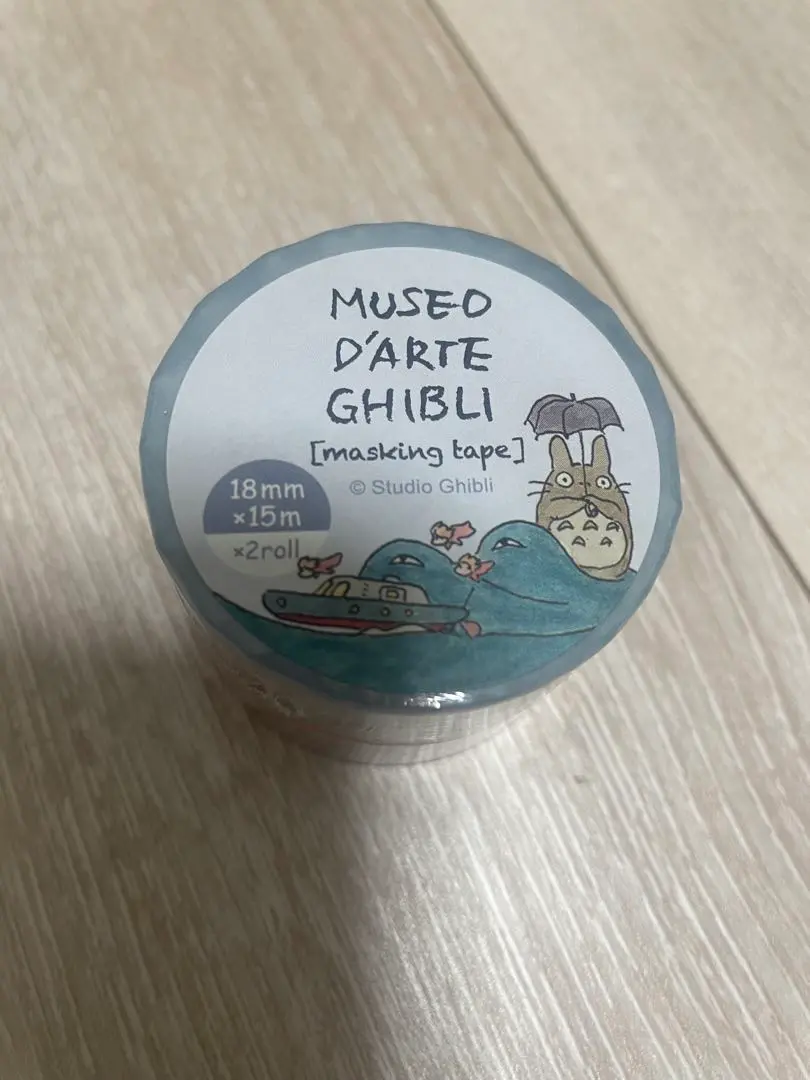 MUSEO
D'ARTE
GHIBLI
[masking tape]
© Studio Ghibli
18mm
×15m
×2roll